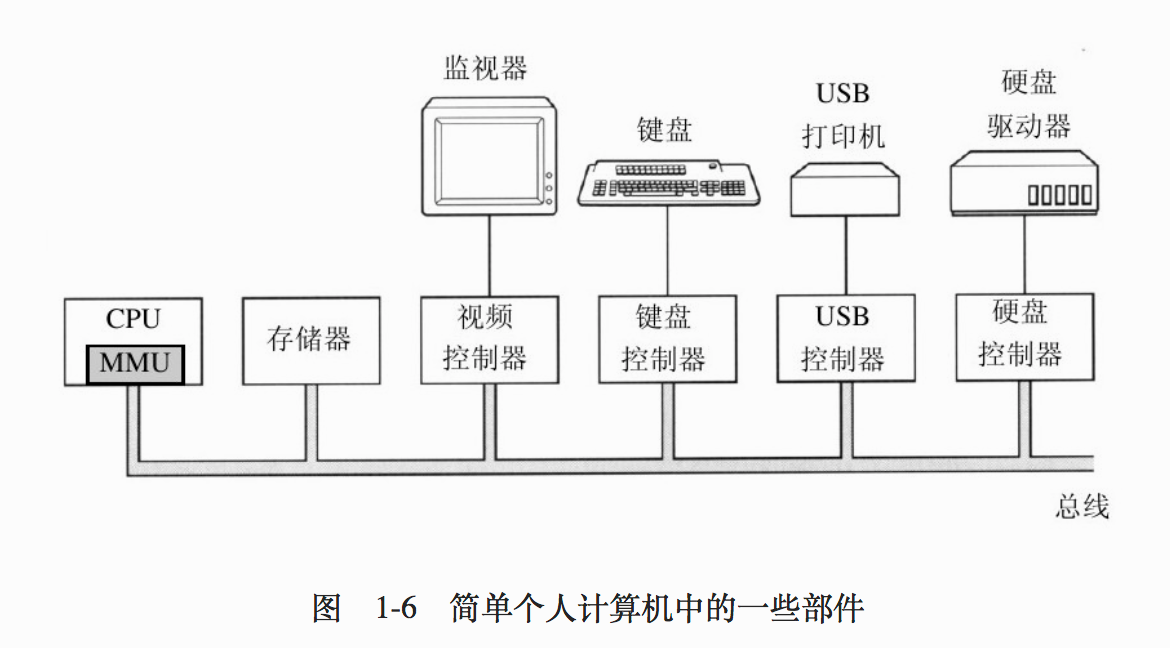 监视器
键盘
USB
打印机
硬盘
驱动器
CPU
MMU
存储器
视频
控制器
键盘
控制器
USB
控制器
硬盘
控制器
总线
图 1-6 简单个人计算机中的一些部件